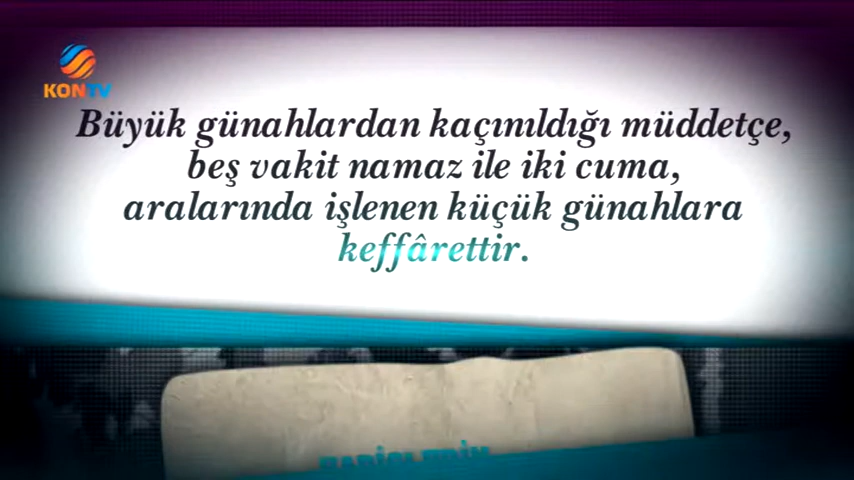 KONTV
Büyük günahlardan kaçınıldığı müddetçe,
beş vakit namaz ile iki cuma,
aralarında işlenen küçük günahlara
keffârettir.